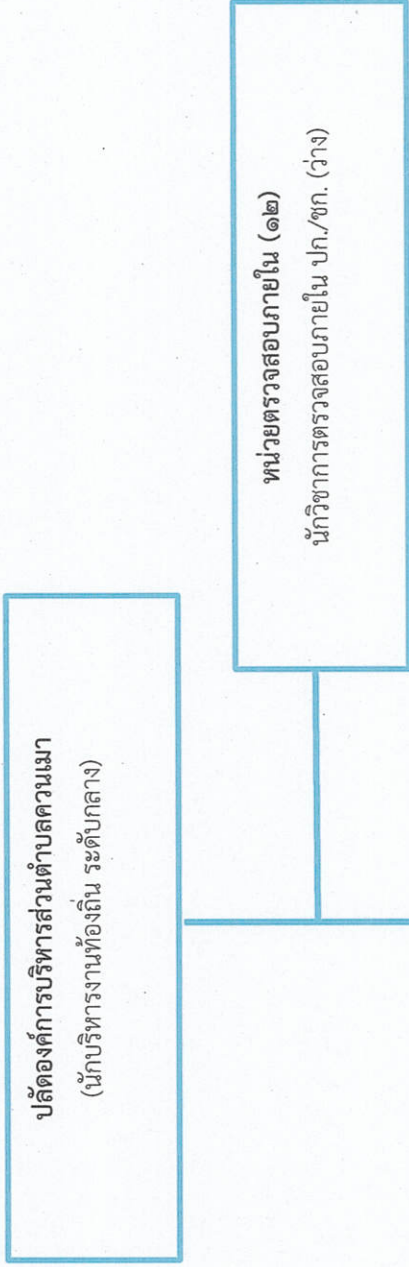 ปลัดองค์การบริหารส่วนตำบลควนเมา
(นักบริหารงานท้องถิ่น ระดับกลาง)
หน่วยตรวจสอบภายใน (๑๒)
นักวิชาการตรวจสอบภายใน ปก./ชก. (ว่าง)